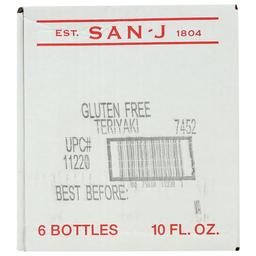 EST. SAN-J 1804
GLUTEN FREE
TERIYAKI 7452
UPC#
11220
BEST BEFORE:
6 BOTTLES 10 FL. OZ.